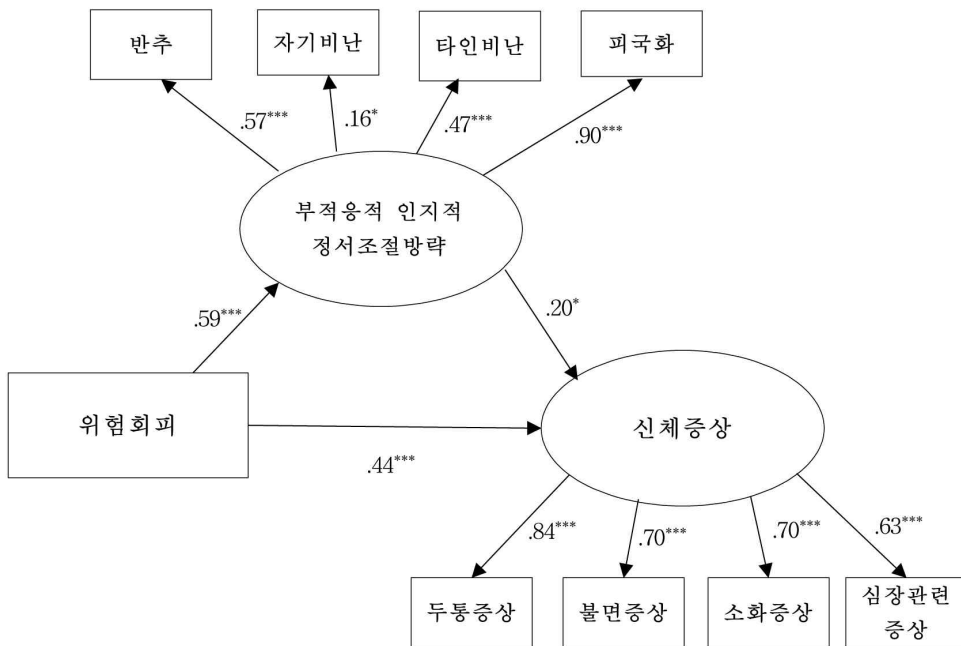 반추
자기비난
타인비난
피국화
.57***
.16*
.47***
.90***
부적응적 인지적
정서조절방략
.59***
.20*
위험회피
신체증상
.44***
.84***
.70***
.70***
.63***
두통증상
불면증상
소화증상
심장관련
증상